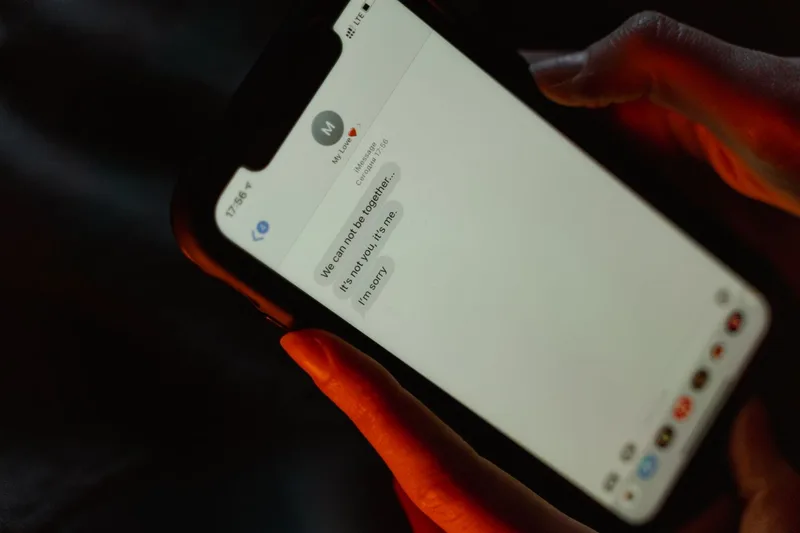 17:56
LTE
M
My Love❤
iMessage
Сегодня 17:56
We can not be together...
It's not you, it's me.
I'm sorry